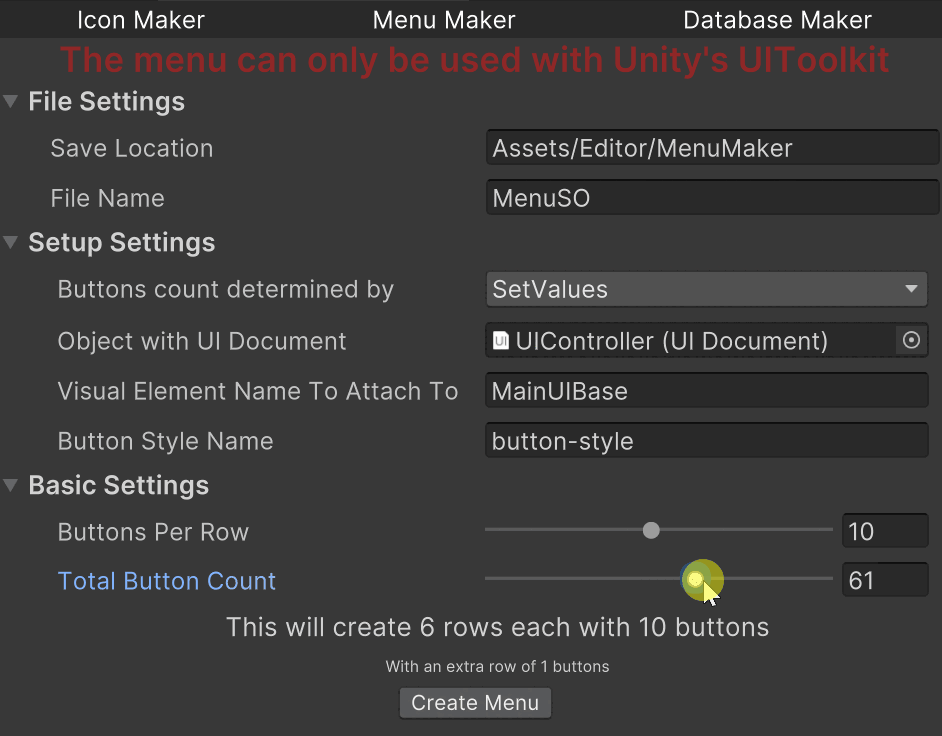 Icon Maker Menu Maker Database Maker
The menu can only be used with Unity's UIToolkit
File Settings
Save Location Assets/Editor/MenuMaker
File Name MenuSO
Setup Settings
Buttons count determined by SetValues
Object with UI Document UI UIController (UI Document)
Visual Element Name To Attach To MainUIBase
Button Style Name button-style
Basic Settings
Buttons Per Row 10
Total Button Count 61
This will create 6 rows each with 10 buttons
With an extra row of 1 buttons
Create Menu